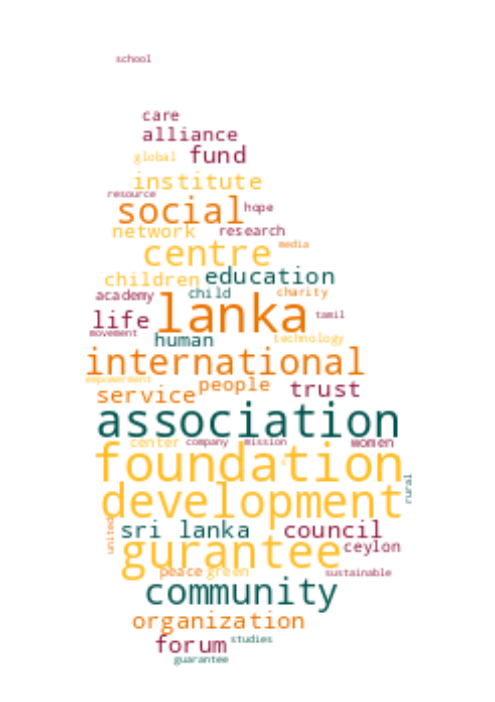 school
care
alliance
global fund
institute
resource
social hope
network research
centre media
children education
academy child charity
life lanka tamil
movement
human technology
international
empowerment
service people trust
association
center company mission women
foundation
development rural
united sri lanka council
gurantee ceylon
peace green sustainable
community
organization
forum studies
guarantee